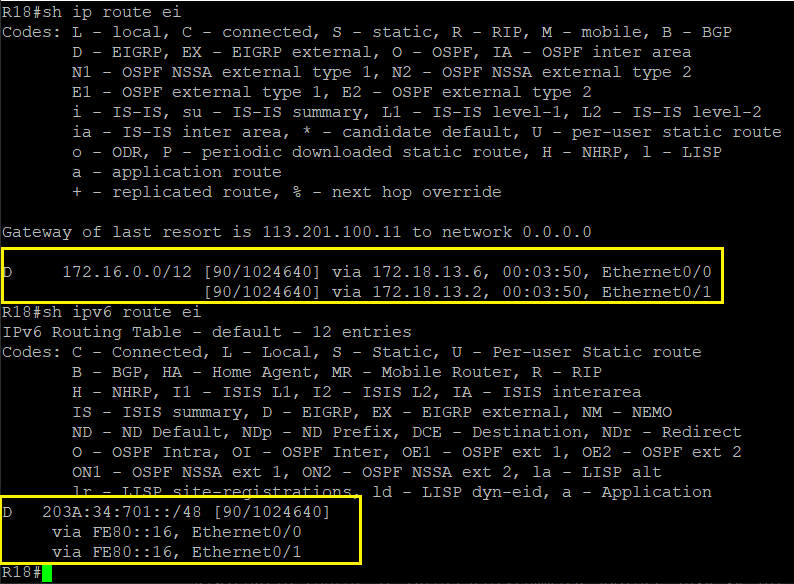 R18#sh ip route ei
Codes: L - local, C - connected, S - static, R - RIP, M - mobile, B - BGP
       D - EIGRP, EX - EIGRP external, O - OSPF, IA - OSPF inter area
       N1 - OSPF NSSA external type 1, N2 - OSPF NSSA external type 2
       E1 - OSPF external type 1, E2 - OSPF external type 2
       i - IS-IS, su - IS-IS summary, L1 - IS-IS level-1, L2 - IS-IS level-2
       ia - IS-IS inter area, * - candidate default, U - per-user static route
       o - ODR, P - periodic downloaded static route, H - NHRP, l - LISP
       a - application route
       + - replicated route, % - next hop override
Gateway of last resort is 113.201.100.11 to network 0.0.0.0
D     172.16.0.0/12 [90/1024640] via 172.18.13.6, 00:03:50, Ethernet0/0
                    [90/1024640] via 172.18.13.2, 00:03:50, Ethernet0/1
R18#sh ipv6 route ei
IPv6 Routing Table - default - 12 entries
Codes: C - Connected, L - Local, S - Static, U - Per-user Static route
       B - BGP, HA - Home Agent, MR - Mobile Router, R - RIP
       H - NHRP, I1 - ISIS L1, I2 - ISIS L2, IA - ISIS interarea
       IS - ISIS summary, D - EIGRP, EX - EIGRP external, NM - NEMO
       ND - ND Default, NDp - ND Prefix, DCE - Destination, NDr - Redirect
       O - OSPF Intra, OI - OSPF Inter, OE1 - OSPF ext 1, OE2 - OSPF ext 2
       ON1 - OSPF NSSA ext 1, ON2 - OSPF NSSA ext 2, la - LISP alt
       lr - LISP site-registrations, ld - LISP dyn-eid, a - Application
D   203A:34:701::/48 [90/1024640]
     via FE80::16, Ethernet0/0
     via FE80::16, Ethernet0/1
R18#